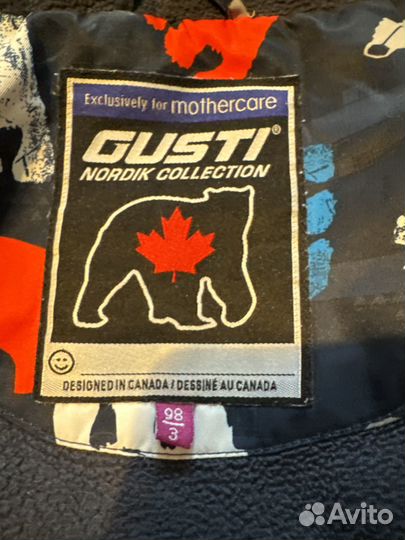 Exclusively for mothercare
GUSTI®
NORDIK COLLECTION
DESIGNED IN CANADA / DESSINÉ AU CANADA
98
3
Avito